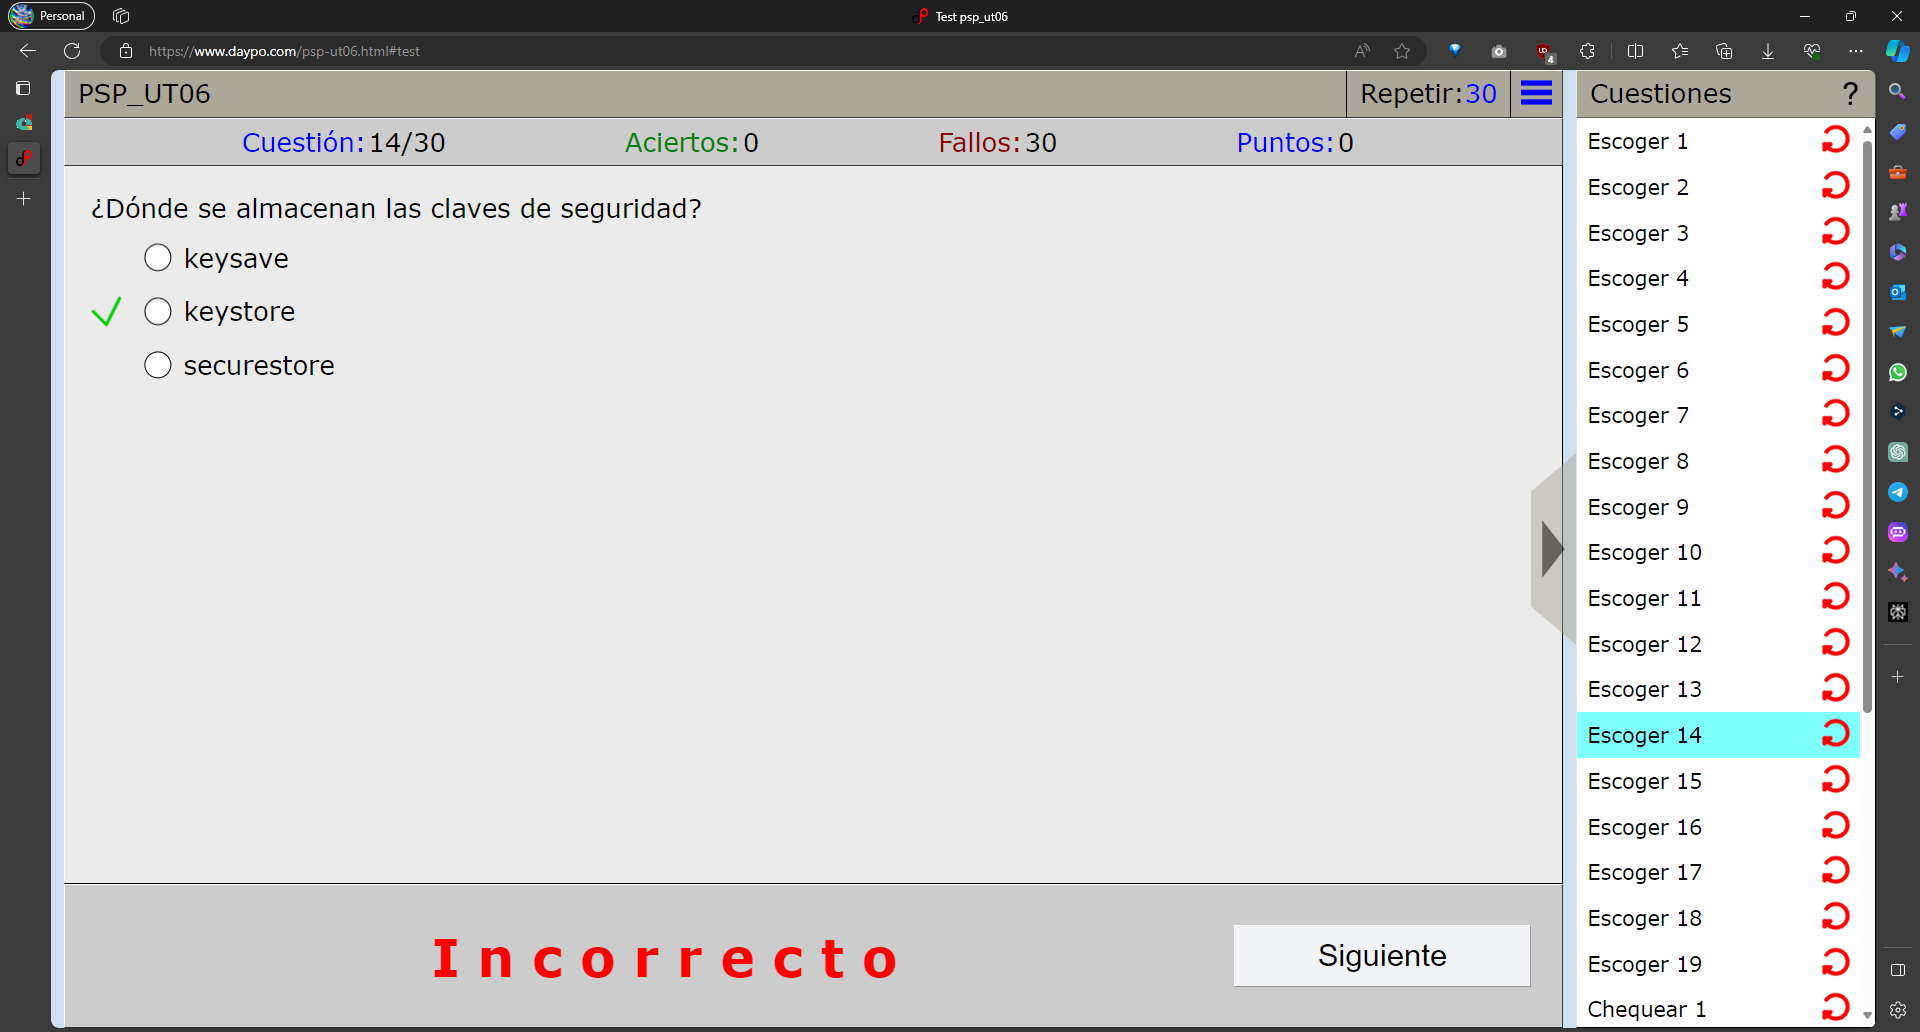 Personal
Test psp_ut06
https://www.daypo.com/psp-ut06.html#test
4
PSP_UT06
Repetir:30
Cuestión:14/30
Aciertos:0
Fallos:30
Puntos:0
¿Dónde se almacenan las claves de seguridad?
keysave
keystore
securestore
Incorrecto
Siguiente
Cuestiones
?
Escoger 1
Escoger 2
Escoger 3
Escoger 4
Escoger 5
Escoger 6
Escoger 7
Escoger 8
Escoger 9
Escoger 10
Escoger 11
Escoger 12
Escoger 13
Escoger 14
Escoger 15
Escoger 16
Escoger 17
Escoger 18
Escoger 19
Chequear 1